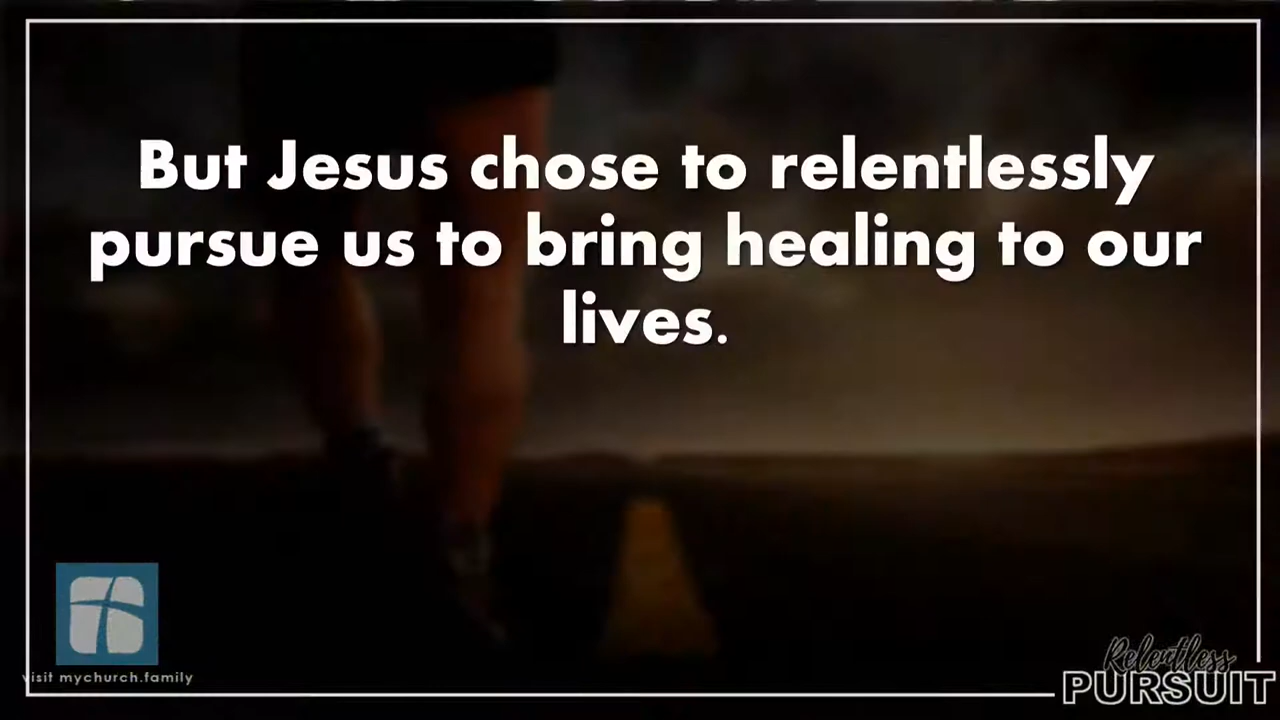 But Jesus chose to relentlessly
pursue us to bring healing to our
lives.
visit mychurch.family
Relentless
PURSUIT